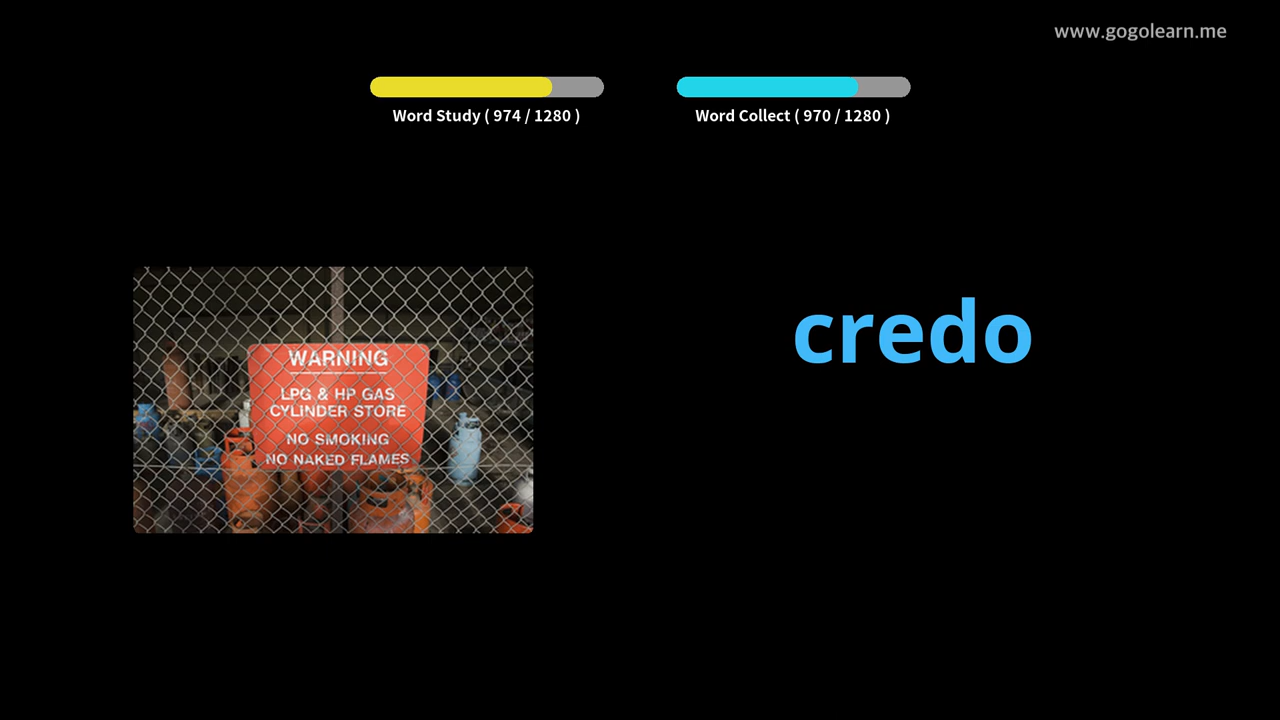 www.gogolearn.me
Word Study ( 974 / 1280 )
Word Collect ( 970 / 1280 )
WARNING
LPG & HP GAS
CYLINDER STORE
NO SMOKING
NO NAKED FLAMES
credo